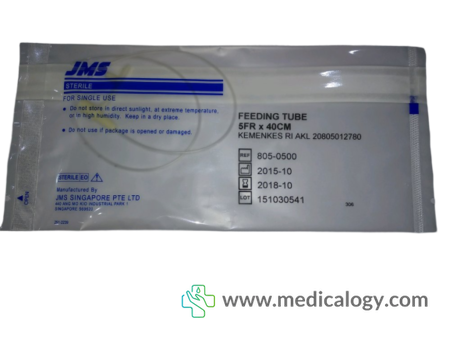 JMS
STERILE
FOR SINGLE USE
● Do not store in direct sunlight, at extreme temperature,
or in high humidity. Keep in a dry place.
● Do not use if package is opened or damaged.
STERILE EO
Manufactured By
JMS SINGAPORE PTE LTD
FEEDING TUBE
5FR x 40CM
KEMENKES RI AKL 20805012780
REF 805-0500
2015-10
2018-10
LOT 151030541
www.medicalogy.com